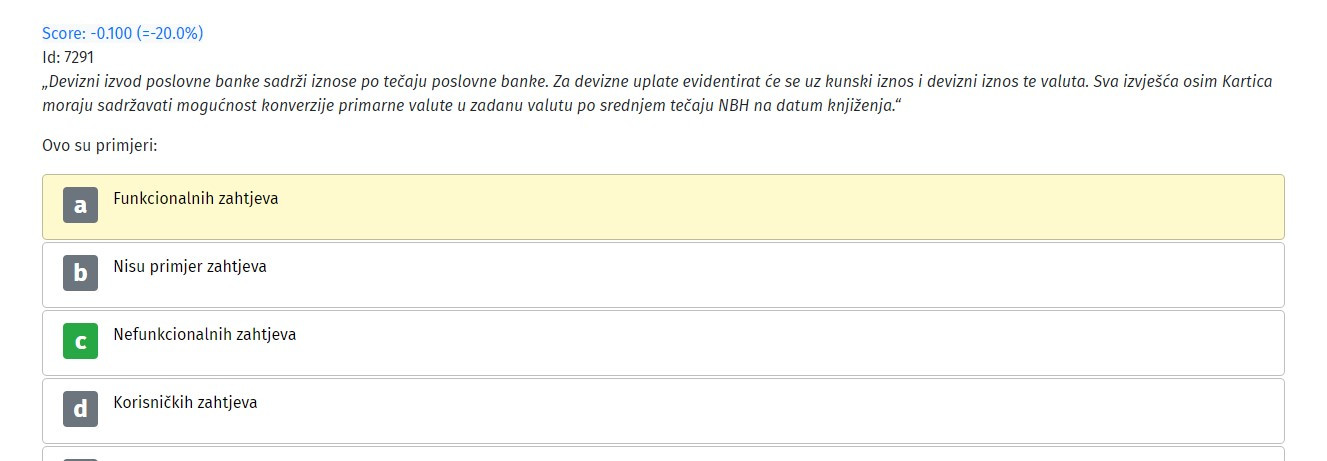 Score: -0.100 (=-20.0%)
Id: 7291
„Devizni izvod poslovne banke sadrži iznose po tečaju poslovne banke. Za devizne uplate evidentirat će se uz kunski iznos i devizni iznos te valuta. Sva izvješća osim Kartica
moraju sadržavati mogućnost konverzije primarne valute u zadanu valutu po srednjem tečaju NBH na datum knjiženja.“
Ovo su primjeri:
a Funkcionalnih zahtjeva
b Nisu primjer zahtjeva
c Nefunkcionalnih zahtjeva
d Korisničkih zahtjeva